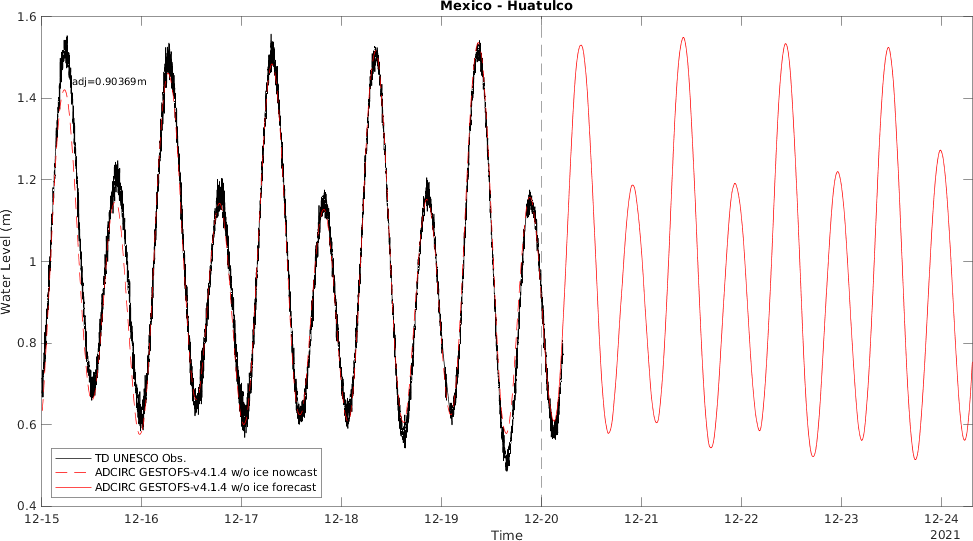 Mexico - Huatulco
1.6
1.4
1.2
1
0.8
0.6
0.4
Water Level (m)
adj=0.90369m
TD UNESCO Obs.
ADCIRC GESTOFS-v4.1.4 w/o ice nowcast
ADCIRC GESTOFS-v4.1.4 w/o ice forecast
12-15 12-16 12-17 12-18 12-19 12-20 12-21 12-22 12-23 12-24
2021
Time